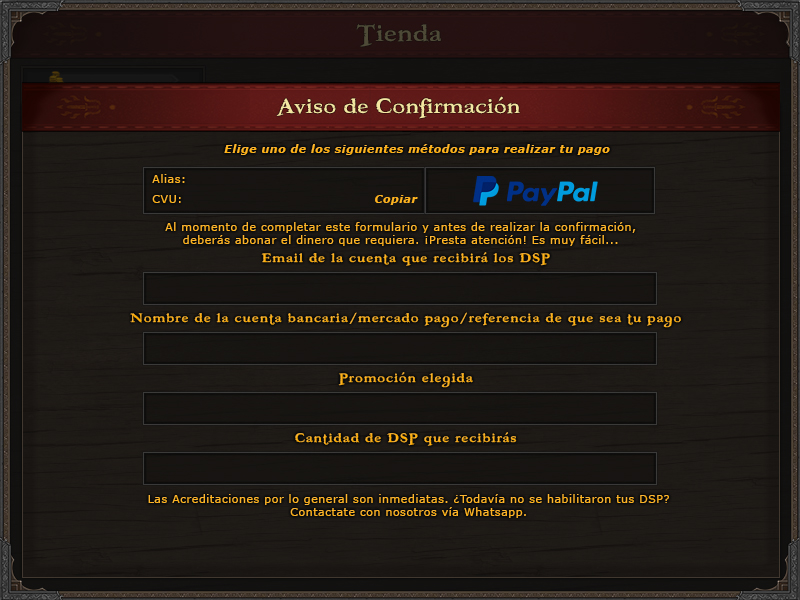 Tienda
Aviso de Confirmación
Elige uno de los siguientes métodos para realizar tu pago
Alias:
CVU:
Copiar
PayPal
Al momento de completar este formulario y antes de realizar la confirmación,
deberás abonar el dinero que requiera. ¡Presta atención! Es muy fácil...
Email de la cuenta que recibirá los DSP
Nombre de la cuenta bancaria/mercado pago/referencia de que sea tu pago
Promoción elegida
Cantidad de DSP que recibirás
Las Acreditaciones por lo general son inmediatas. ¿Todavía no se habilitaron tus DSP?
Contactate con nosotros vía Whatsapp.